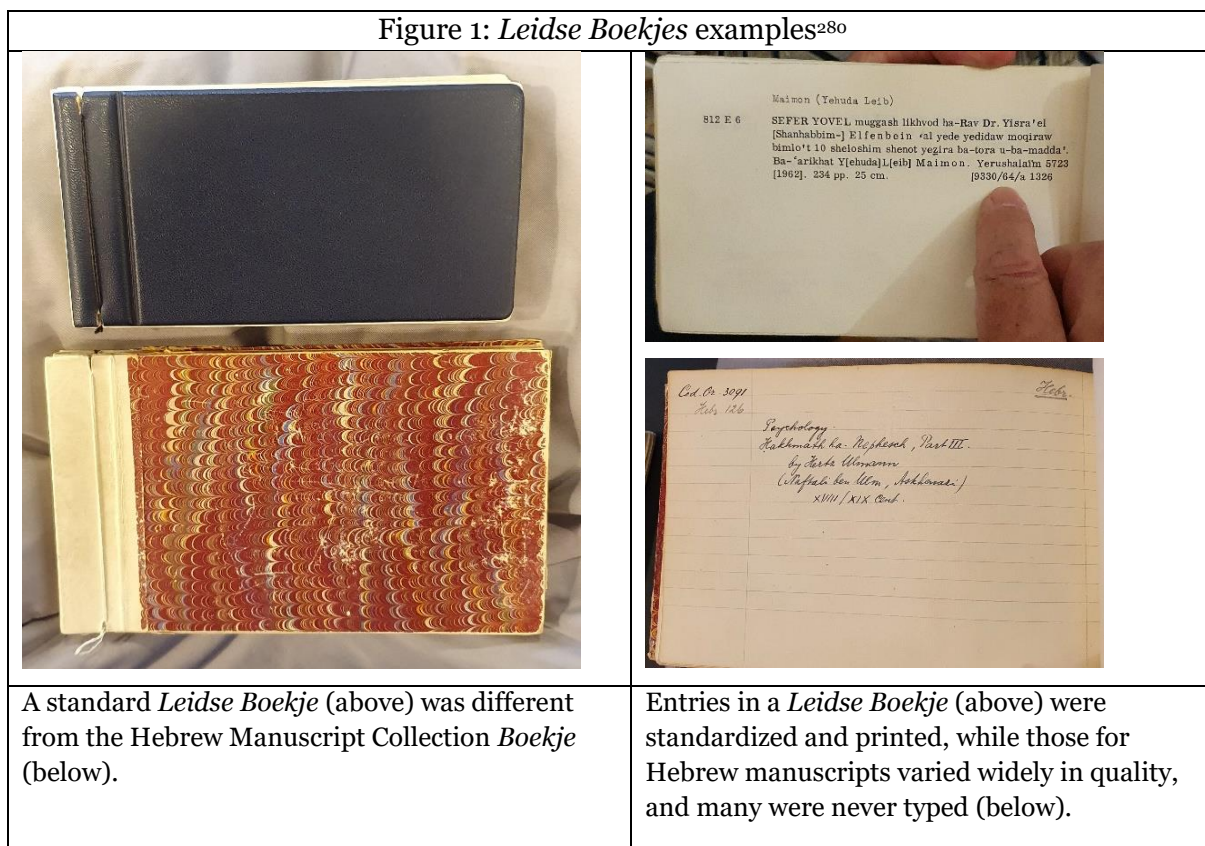 Figure 1: Leidse Boekjes examples²⁸⁰
Maimon (Yehuda Leib)
812 E 6 SEFER YOVEL muggash likhvod ha-Rav Dr. Yisra'el
[Shanhabbim-] Elfenbein ʿal yede yedidaw moqiraw
bimlo't 10 sheloshim shenot yeẓira ba-tora u-ba-madda'.
Ba-ʿarikhat Y[ehuda]L[eib] Maimon. Yerushalaïm 5723
[1962]. 234 pp. 25 cm. [9330/64/a 1326
Cod. Or. 3091 Hebr.
Hebr. 126
Psychology.
Hakhmath ha-Nephesch, Part III.
by Hertz Ulmann
(Naftali ben Ulm, Ashkenazi)
XVIII/XIX Cent.
A standard Leidse Boekje (above) was different
from the Hebrew Manuscript Collection Boekje
(below).
Entries in a Leidse Boekje (above) were
standardized and printed, while those for
Hebrew manuscripts varied widely in quality,
and many were never typed (below).